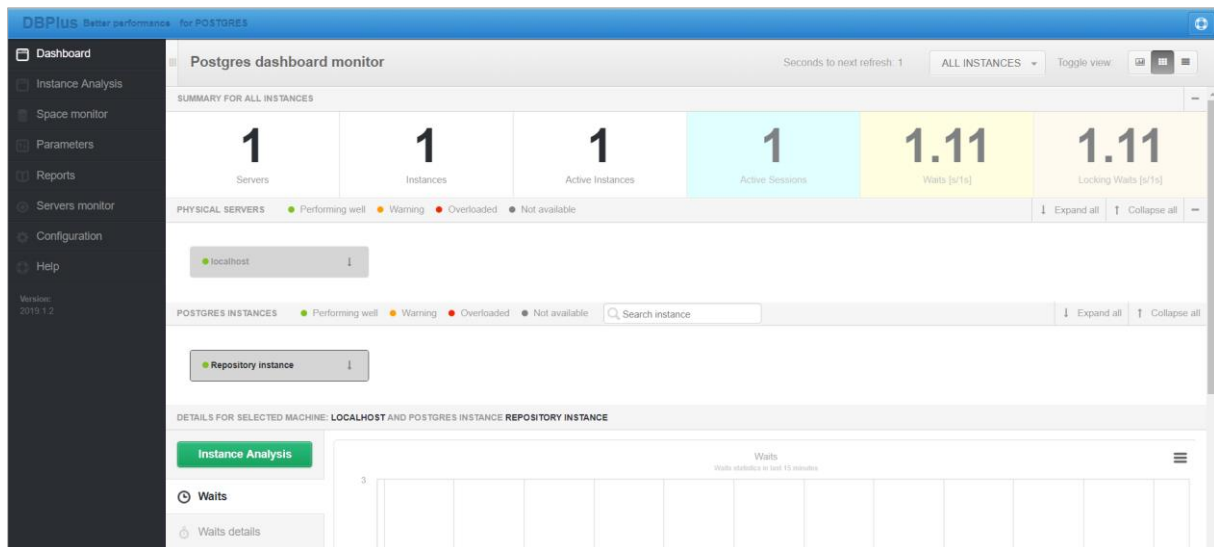 DBPlus Better performance for POSTGRES
Dashboard
Instance Analysis
Space monitor
Parameters
Reports
Servers monitor
Configuration
Help
Version:
2019.1.2
Postgres dashboard monitor
Seconds to next refresh: 1
ALL INSTANCES
Toggle view:
SUMMARY FOR ALL INSTANCES
1
Servers
1
Instances
1
Active Instances
1
Active Sessions
1.11
Waits [s/1s]
1.11
Locking Waits [s/1s]
PHYSICAL SERVERS Performing well Warning Overloaded Not available Expand all Collapse all
localhost
POSTGRES INSTANCES Performing well Warning Overloaded Not available Search instance Expand all Collapse all
Repository instance
DETAILS FOR SELECTED MACHINE: LOCALHOST AND POSTGRES INSTANCE REPOSITORY INSTANCE
Instance Analysis
Waits
Waits details
Waits
Waits statistics in last 15 minutes
3